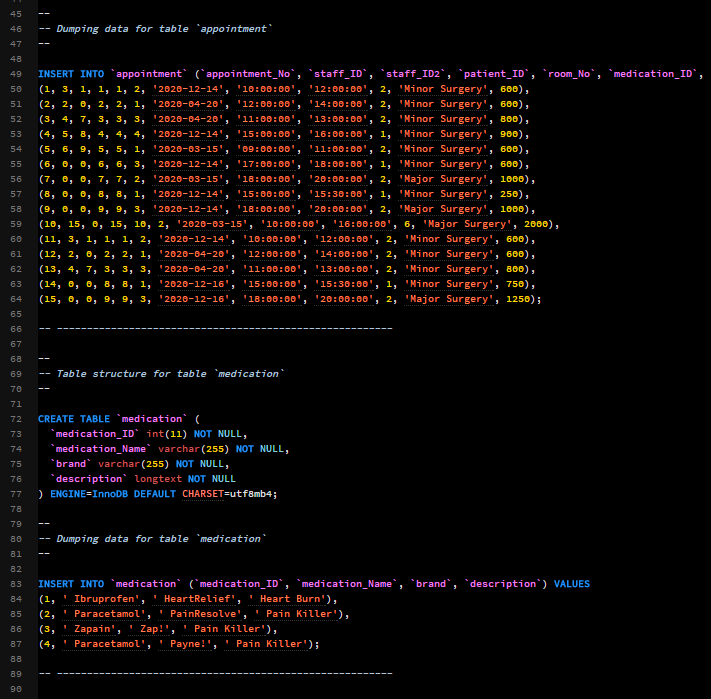 45 --
46 -- Dumping data for table `appointment`
47 --
48
49 INSERT INTO `appointment` (`appointment_No`, `staff_ID`, `staff_ID2`, `patient_ID`, `room_No`, `medication_ID`,
50 (1, 3, 1, 1, 1, 2, '2020-12-14', '10:00:00', '12:00:00', 2, 'Minor Surgery', 600),
51 (2, 2, 0, 2, 2, 1, '2020-04-20', '12:00:00', '14:00:00', 2, 'Minor Surgery', 600),
52 (3, 4, 7, 3, 3, 3, '2020-04-20', '11:00:00', '13:00:00', 2, 'Minor Surgery', 800),
53 (4, 5, 8, 4, 4, 4, '2020-12-14', '15:00:00', '16:00:00', 1, 'Minor Surgery', 900),
54 (5, 6, 9, 5, 5, 1, '2020-03-15', '09:00:00', '11:00:00', 2, 'Minor Surgery', 600),
55 (6, 0, 0, 6, 6, 3, '2020-12-14', '17:00:00', '18:00:00', 1, 'Minor Surgery', 600),
56 (7, 0, 0, 7, 7, 2, '2020-03-15', '18:00:00', '20:00:00', 2, 'Major Surgery', 1000),
57 (8, 0, 0, 8, 8, 1, '2020-12-14', '15:00:00', '15:30:00', 1, 'Minor Surgery', 250),
58 (9, 0, 0, 9, 9, 3, '2020-12-14', '18:00:00', '20:00:00', 2, 'Major Surgery', 1000),
59 (10, 15, 0, 15, 10, 2, '2020-03-15', '10:00:00', '16:00:00', 6, 'Major Surgery', 2000),
60 (11, 3, 1, 1, 1, 2, '2020-12-14', '10:00:00', '12:00:00', 2, 'Minor Surgery', 600),
61 (12, 2, 0, 2, 2, 1, '2020-04-20', '12:00:00', '14:00:00', 2, 'Minor Surgery', 600),
62 (13, 4, 7, 3, 3, 3, '2020-04-20', '11:00:00', '13:00:00', 2, 'Minor Surgery', 800),
63 (14, 0, 0, 8, 8, 1, '2020-12-16', '15:00:00', '15:30:00', 1, 'Minor Surgery', 750),
64 (15, 0, 0, 9, 9, 3, '2020-12-16', '18:00:00', '20:00:00', 2, 'Major Surgery', 1250);
65
66 -- --------------------------------------------------------
67
68 --
69 -- Table structure for table `medication`
70 --
71
72 CREATE TABLE `medication` (
73 `medication_ID` int(11) NOT NULL,
74 `medication_Name` varchar(255) NOT NULL,
75 `brand` varchar(255) NOT NULL,
76 `description` longtext NOT NULL
77 ) ENGINE=InnoDB DEFAULT CHARSET=utf8mb4;
78
79 --
80 -- Dumping data for table `medication`
81 --
82
83 INSERT INTO `medication` (`medication_ID`, `medication_Name`, `brand`, `description`) VALUES
84 (1, ' Ibruprofen', ' HeartRelief', ' Heart Burn'),
85 (2, ' Paracetamol', ' PainResolve', ' Pain Killer'),
86 (3, ' Zapain', ' Zap!', ' Pain Killer'),
87 (4, ' Paracetamol', ' Payne!', ' Pain Killer');
88
89 -- --------------------------------------------------------
90